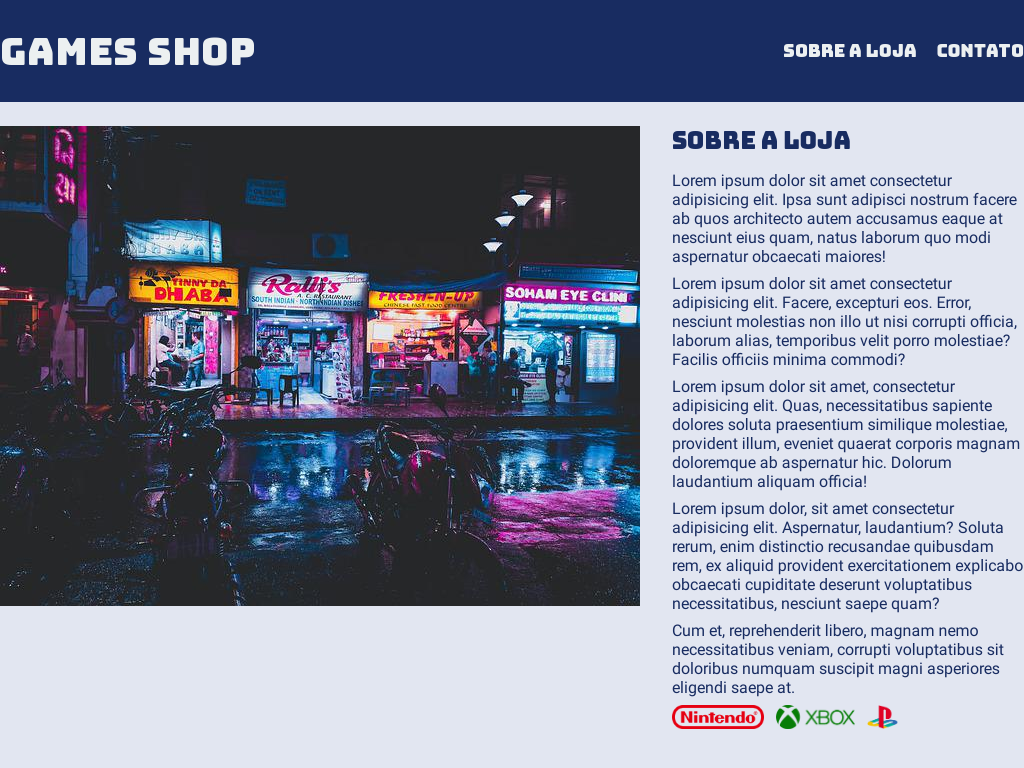 GAMES SHOP
SOBRE A LOJA
CONTATO
TINNY DA
DHABA
Ralli's
A. C. RESTAURANT
SOUTH INDIAN · NORTH INDIAN DISHES
FRESH-N-UP
CHINESE FAST FOOD CENTRE
SOHAM EYE CLINI
SOBRE A LOJA
Lorem ipsum dolor sit amet consectetur
adipisicing elit. Ipsa sunt adipisci nostrum facere
ab quos architecto autem accusamus eaque at
nesciunt eius quam, natus laborum quo modi
aspernatur obcaecati maiores!
Lorem ipsum dolor sit amet consectetur
adipisicing elit. Facere, excepturi eos. Error,
nesciunt molestias non illo ut nisi corrupti officia,
laborum alias, temporibus velit porro molestiae?
Facilis officiis minima commodi?
Lorem ipsum dolor sit amet, consectetur
adipisicing elit. Quas, necessitatibus sapiente
dolores soluta praesentium similique molestiae,
provident illum, eveniet quaerat corporis magnam
doloremque ab aspernatur hic. Dolorum
laudantium aliquam officia!
Lorem ipsum dolor, sit amet consectetur
adipisicing elit. Aspernatur, laudantium? Soluta
rerum, enim distinctio recusandae quibusdam
rem, ex aliquid provident exercitationem explicabo
obcaecati cupiditate deserunt voluptatibus
necessitatibus, nesciunt saepe quam?
Cum et, reprehenderit libero, magnam nemo
necessitatibus veniam, corrupti voluptatibus sit
doloribus numquam suscipit magni asperiores
eligendi saepe at.
Nintendo
XBOX